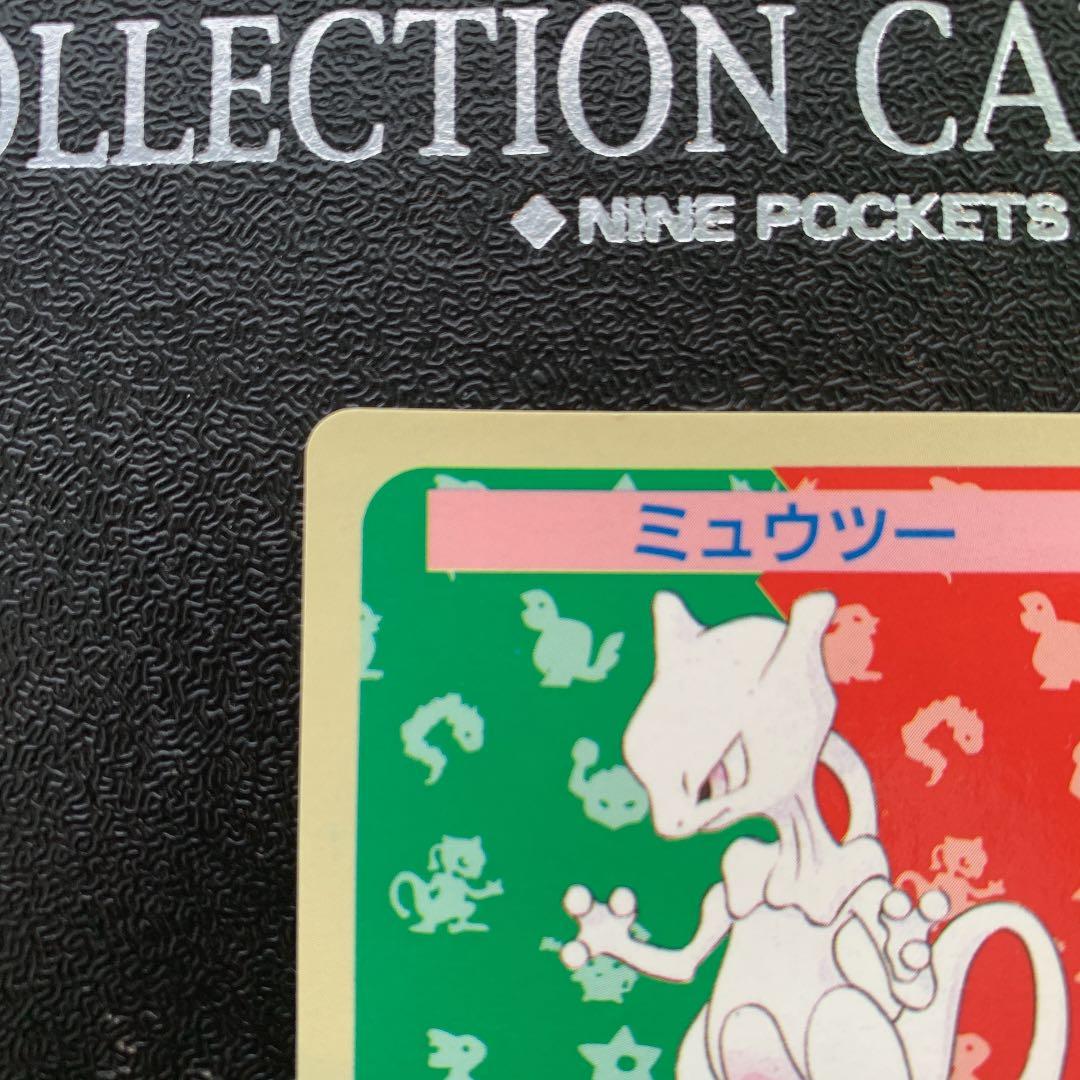 OLLECTION CA
◆ NINE POCKETS
ミュウツー